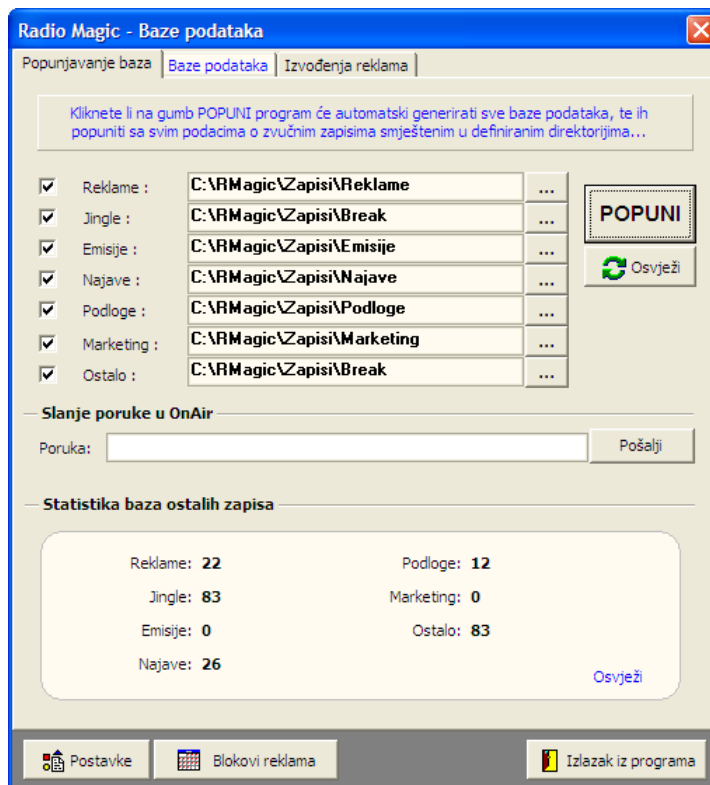 Radio Magic - Baze podataka
Popunjavanje baza Baze podataka Izvođenja reklama
Kliknete li na gumb POPUNI program će automatski generirati sve baze podataka, te ih
popuniti sa svim podacima o zvučnim zapisima smještenim u definiranim direktorijima...
Reklame : C:\RMagic\Zapisi\Reklame ...
Jingle : C:\RMagic\Zapisi\Break ...
POPUNI
Emisije : C:\RMagic\Zapisi\Emisije ...
Najave : C:\RMagic\Zapisi\Najave ...
Osvježi
Podloge : C:\RMagic\Zapisi\Podloge ...
Marketing : C:\RMagic\Zapisi\Marketing ...
Ostalo : C:\RMagic\Zapisi\Break ...
Slanje poruke u OnAir
Poruka: Pošalji
Statistika baza ostalih zapisa
Reklame: 22 Podloge: 12
Jingle: 83 Marketing: 0
Emisije: 0 Ostalo: 83
Najave: 26
Osvježi
Postavke Blokovi reklama Izlazak iz programa